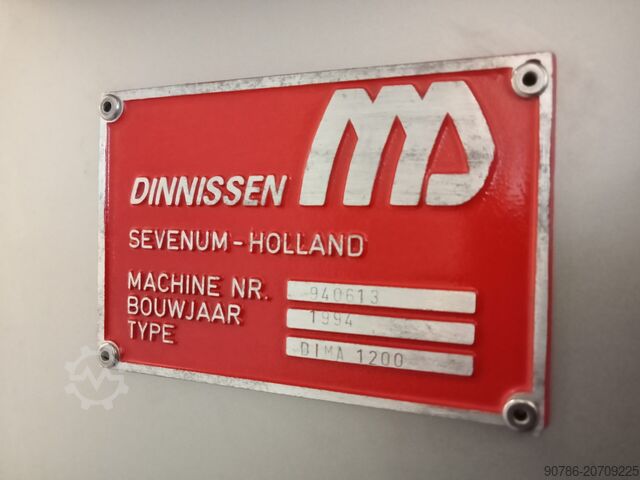 DINNISSEN
SEVENUM - HOLLAND
MACHINE NR. 940613
BOUWJAAR 1994
TYPE DIMA 1200
90786-20709225